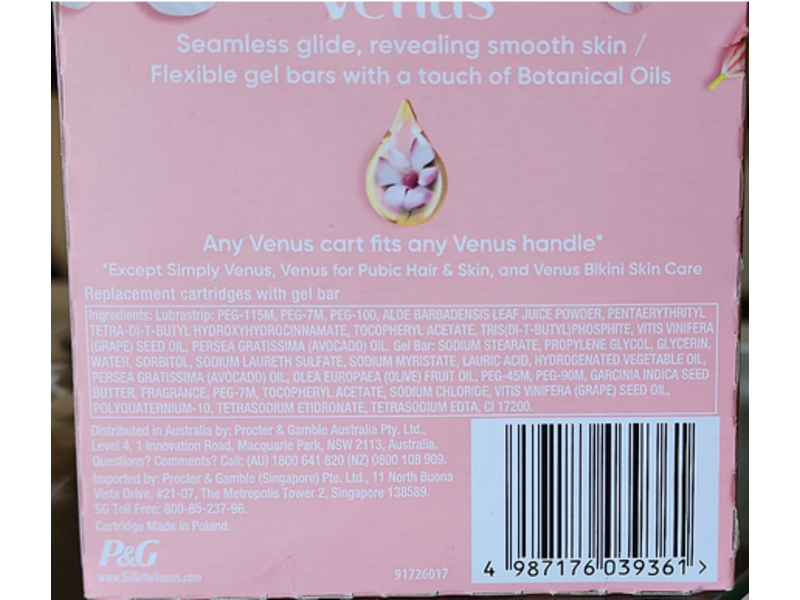 Venus
Seamless glide, revealing smooth skin /
Flexible gel bars with a touch of Botanical Oils
Any Venus cart fits any Venus handle*
*Except Simply Venus, Venus for Pubic Hair & Skin, and Venus Bikini Skin Care
Replacement cartridges with gel bar
Ingredients: Lubrastrip: PEG-115M, PEG-7M, PEG-100, ALOE BARBADENSIS LEAF JUICE POWDER, PENTAERYTHRITYL
TETRA-DI-T-BUTYL HYDROXYHYDROCINNAMATE, TOCOPHERYL ACETATE, TRIS(DI-T-BUTYL)PHOSPHITE, VITIS VINIFERA
(GRAPE) SEED OIL, PERSEA GRATISSIMA (AVOCADO) OIL. Gel Bar: SODIUM STEARATE, PROPYLENE GLYCOL, GLYCERIN,
WATER, SORBITOL, SODIUM LAURETH SULFATE, SODIUM MYRISTATE, LAURIC ACID, HYDROGENATED VEGETABLE OIL,
PERSEA GRATISSIMA (AVOCADO) OIL, OLEA EUROPAEA (OLIVE) FRUIT OIL, PEG-45M, PEG-90M, GARCINIA INDICA SEED
BUTTER, FRAGRANCE, PEG-7M, TOCOPHERYL ACETATE, SODIUM CHLORIDE, VITIS VINIFERA (GRAPE) SEED OIL,
POLYQUATERNIUM-10, TETRASODIUM ETIDRONATE, TETRASODIUM EDTA, CI 17200.
Distributed in Australia by: Procter & Gamble Australia Pty. Ltd.,
Level 4, 1 Innovation Road, Macquarie Park, NSW 2113, Australia.
Questions? Comments? Call: (AU) 1800 641 820 (NZ) 0800 108 909.
Imported by: Procter & Gamble (Singapore) Pte. Ltd., 11 North Buona
Vista Drive, #21-07, The Metropolis Tower 2, Singapore 138589.
SG Toll Free: 800-85-237-96.
Cartridge Made in Poland.
P&G
www.GilletteVenus.com
91726017
4 987176 039361 >